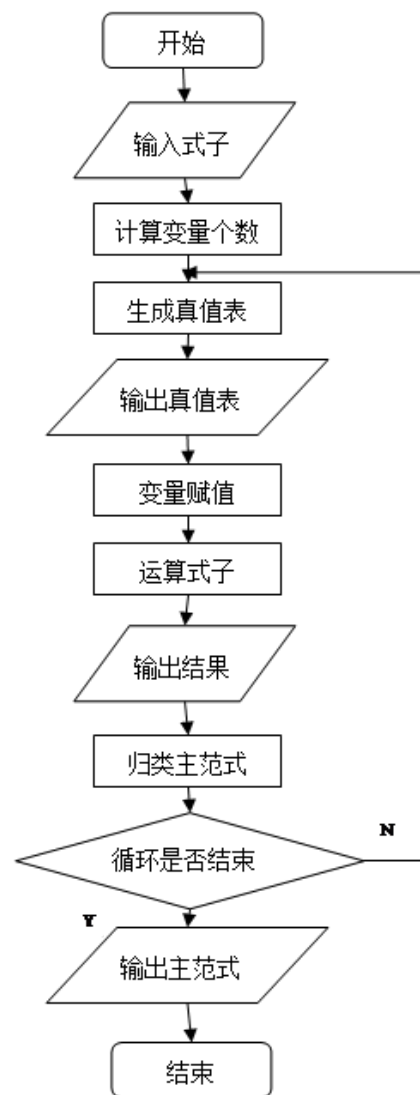 开始
输入式子
计算变量个数
生成真值表
输出真值表
变量赋值
运算式子
输出结果
归类主范式
循环是否结束
N
Y
输出主范式
结束